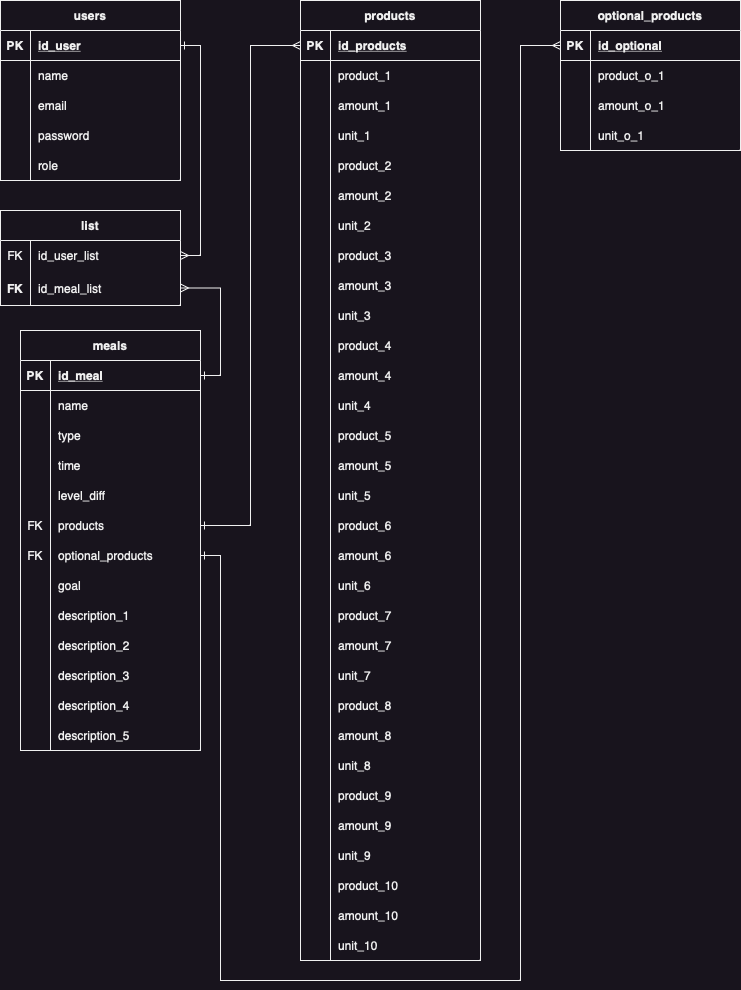 users
PK id_user
name
email
password
role
list
FK id_user_list
FK id_meal_list
meals
PK id_meal
name
type
time
level_diff
FK products
FK optional_products
goal
description_1
description_2
description_3
description_4
description_5
products
PK id_products
product_1
amount_1
unit_1
product_2
amount_2
unit_2
product_3
amount_3
unit_3
product_4
amount_4
unit_4
product_5
amount_5
unit_5
product_6
amount_6
unit_6
product_7
amount_7
unit_7
product_8
amount_8
unit_8
product_9
amount_9
unit_9
product_10
amount_10
unit_10
optional_products
PK id_optional
product_o_1
amount_o_1
unit_o_1